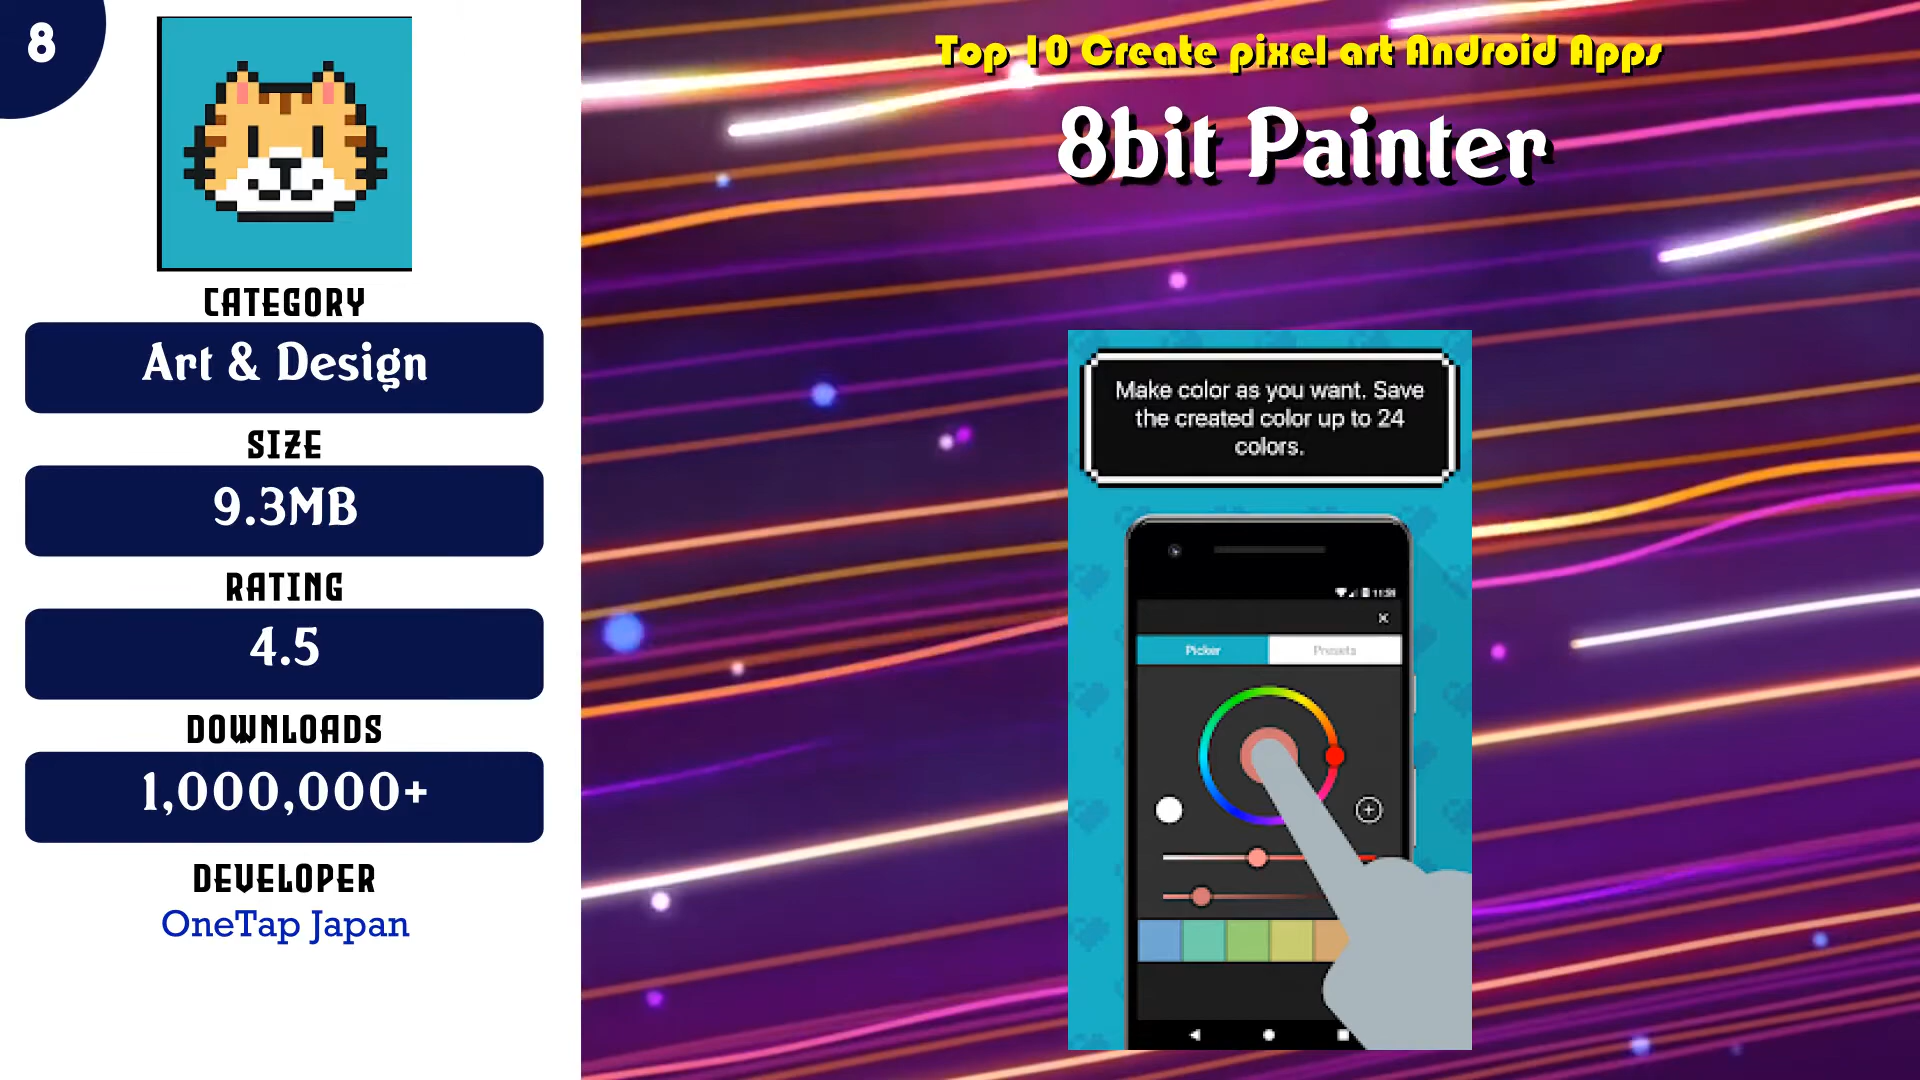 8
CATEGORY
Art & Design
SIZE
9.3MB
RATING
4.5
DOWNLOADS
1,000,000+
DEVELOPER
OneTap Japan
Top 10 Create pixel art Android Apps
8bit Painter
Make color as you want. Save
the created color up to 24
colors.
11:39
Picker
Presets